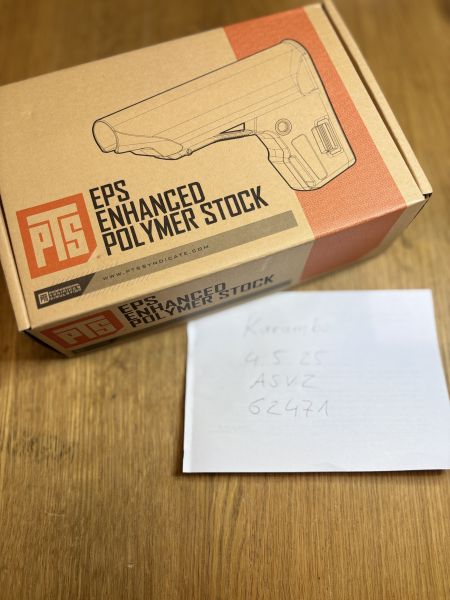 PTS
EPS
ENHANCED
POLYMER STOCK
WWW.PTSSYNDICATE.COM
PTS
EPS
ENHANCED
POLYMER STOCK
Karambo
4.5.25
ASVZ
62471